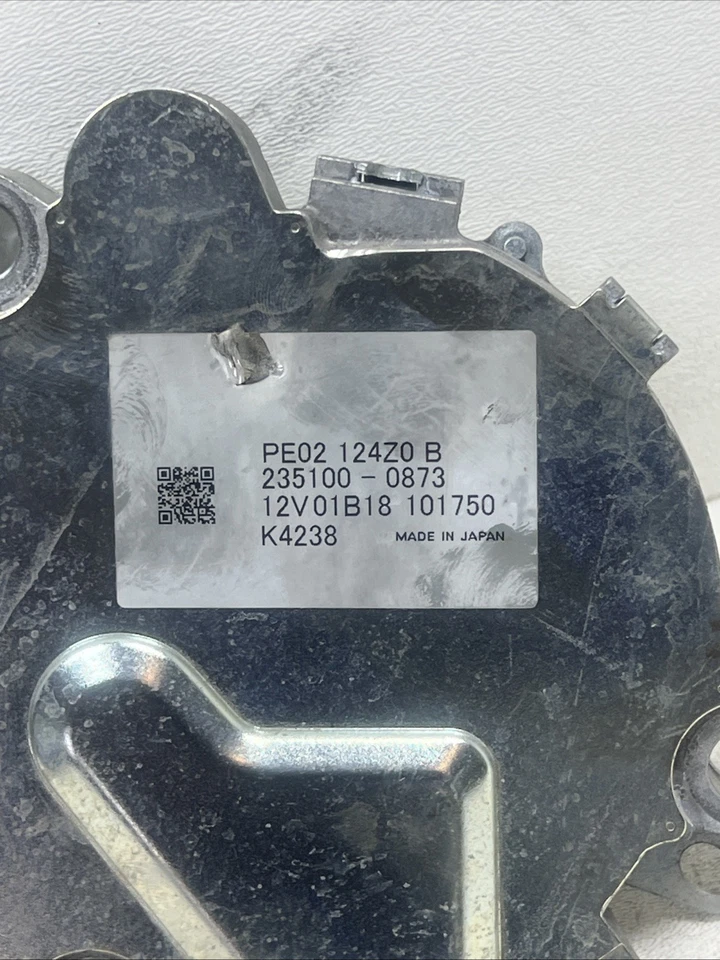 PE02 124Z0 B
235100 - 0873
12V01B18 101750
K4238 MADE IN JAPAN